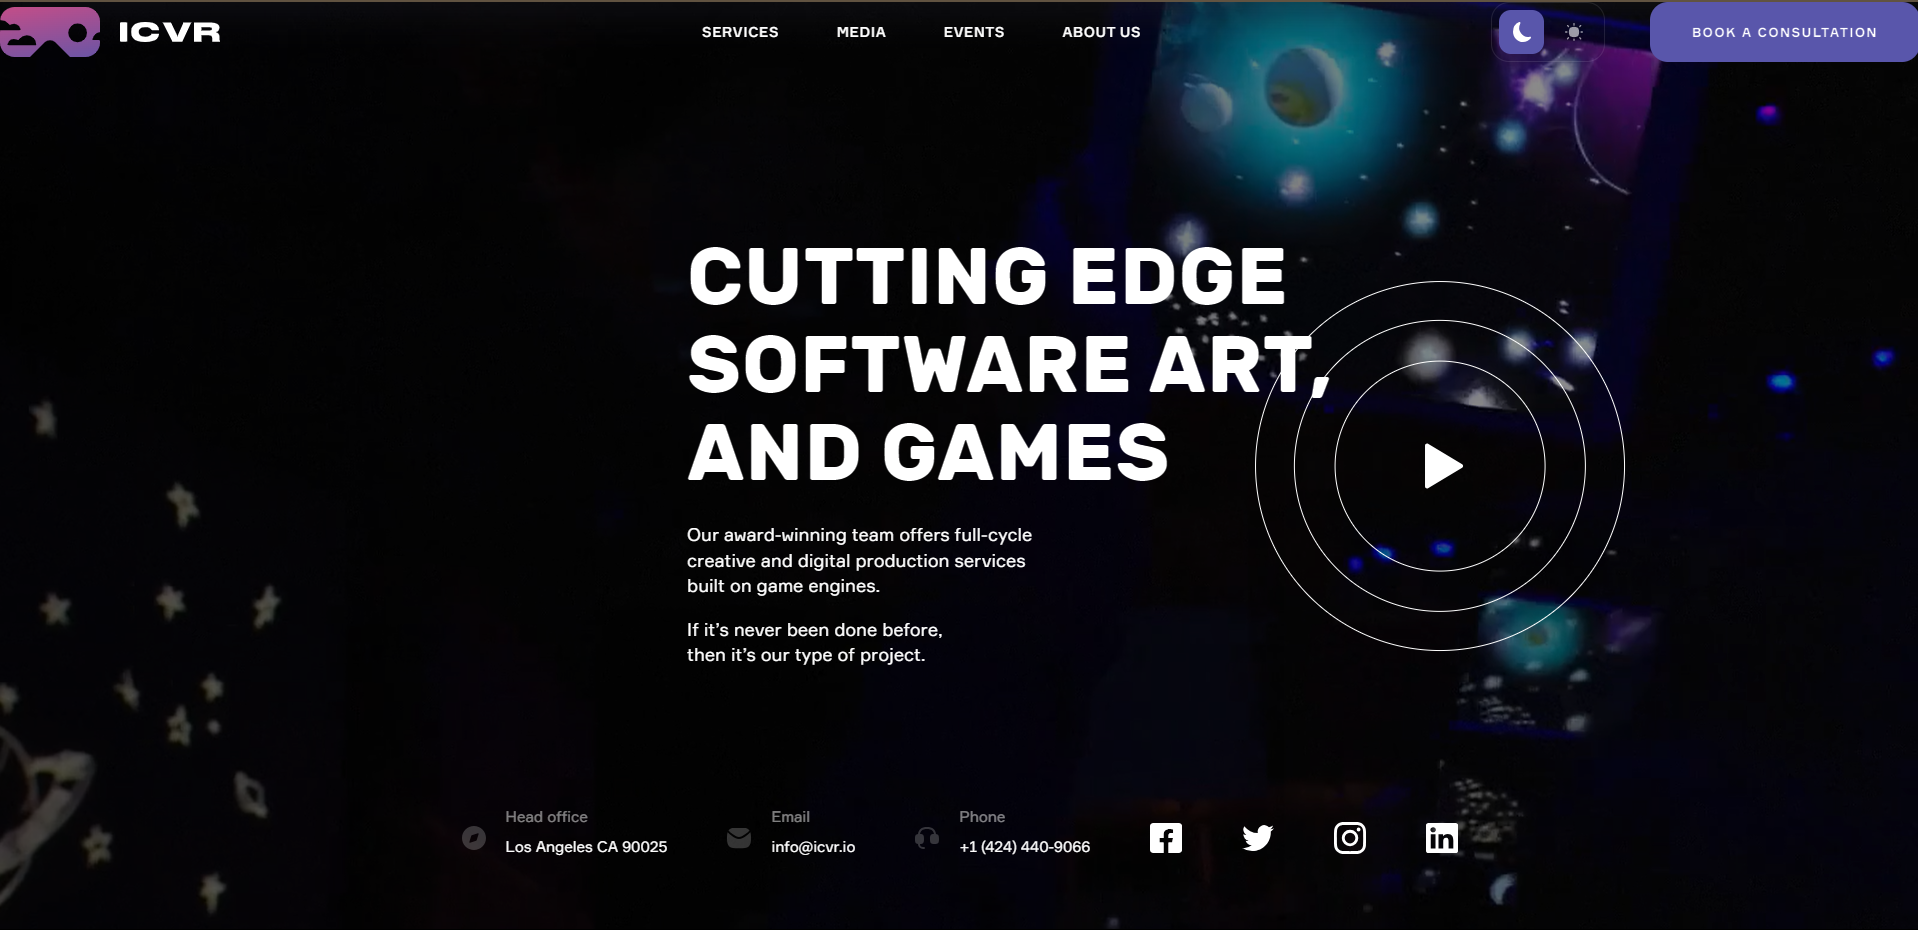 ICVR
SERVICES
MEDIA
EVENTS
ABOUT US
BOOK A CONSULTATION
CUTTING EDGE
SOFTWARE ART,
AND GAMES
Our award-winning team offers full-cycle
creative and digital production services
built on game engines.
If it’s never been done before,
then it’s our type of project.
Head office
Los Angeles CA 90025
Email
info@icvr.io
Phone
+1 (424) 440-9066